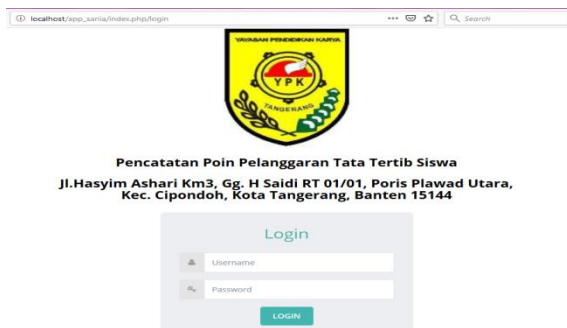 localhost/app_sania/index.php/login
Search
YAYASAN PENDIDIKAN KARYA
YPK
TANGERANG
Pencatatan Poin Pelanggaran Tata Tertib Siswa
Jl.Hasyim Ashari Km3, Gg. H Saidi RT 01/01, Poris Plawad Utara,
Kec. Cipondoh, Kota Tangerang, Banten 15144
Login
Username
Password
LOGIN